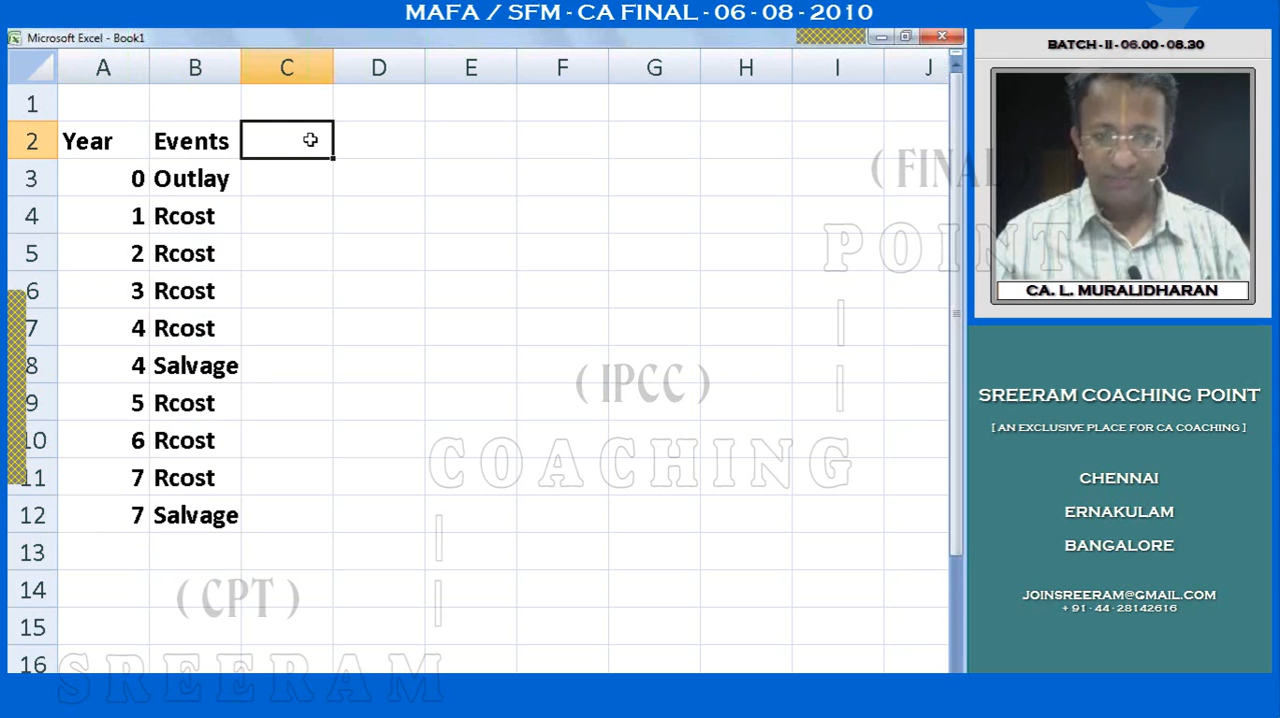 MAFA / SFM - CA FINAL - 06 - 08 - 2010
Microsoft Excel - Book1
A B C D E F G H I J
1
2 Year Events
3 0 Outlay
4 1 Rcost
5 2 Rcost
6 3 Rcost
7 4 Rcost
8 4 Salvage
9 5 Rcost
10 6 Rcost
11 7 Rcost
12 7 Salvage
13
14
15
16
( FINAL )
POINT
( IPCC )
COACHING
( CPT )
SREERAM
BATCH - II - 06.00 - 08.30
CA. L. MURALIDHARAN
SREERAM COACHING POINT
[ AN EXCLUSIVE PLACE FOR CA COACHING ]
CHENNAI
ERNAKULAM
BANGALORE
JOINSREERAM@GMAIL.COM
+ 91 - 44 - 28142616